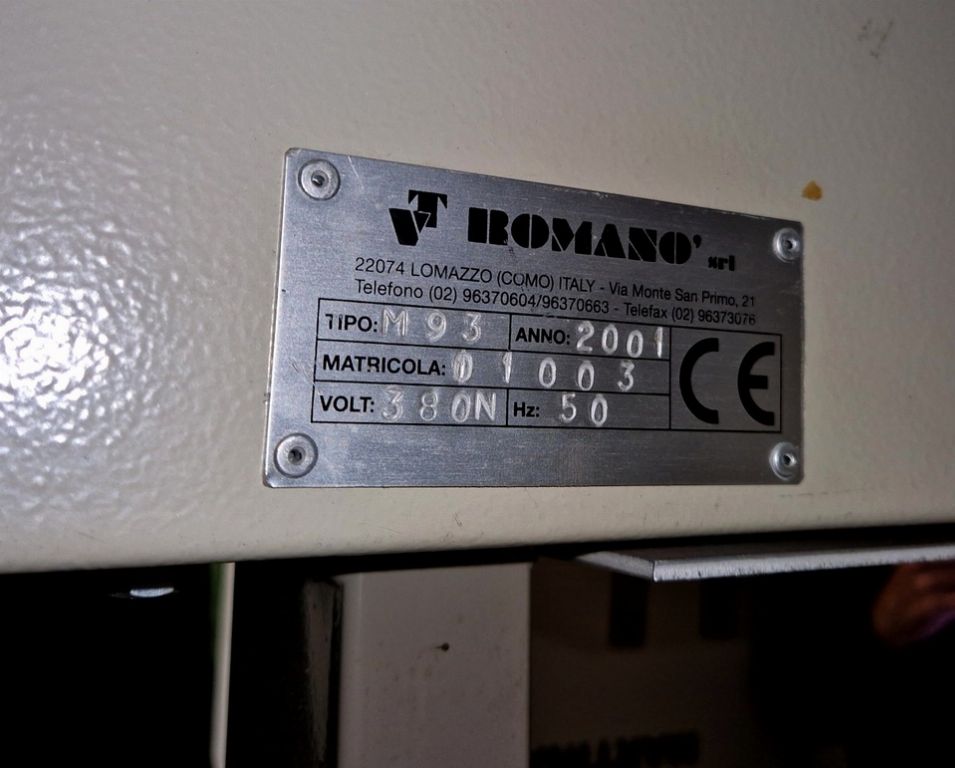 VT ROMANO' srl
22074 LOMAZZO (COMO) ITALY - Via Monte San Primo, 21
Telefono (02) 96370604/96370663 - Telefax (02) 96373076
TIPO: M 93 ANNO: 2001
MATRICOLA: 01003
VOLT: 380N Hz: 50
CE